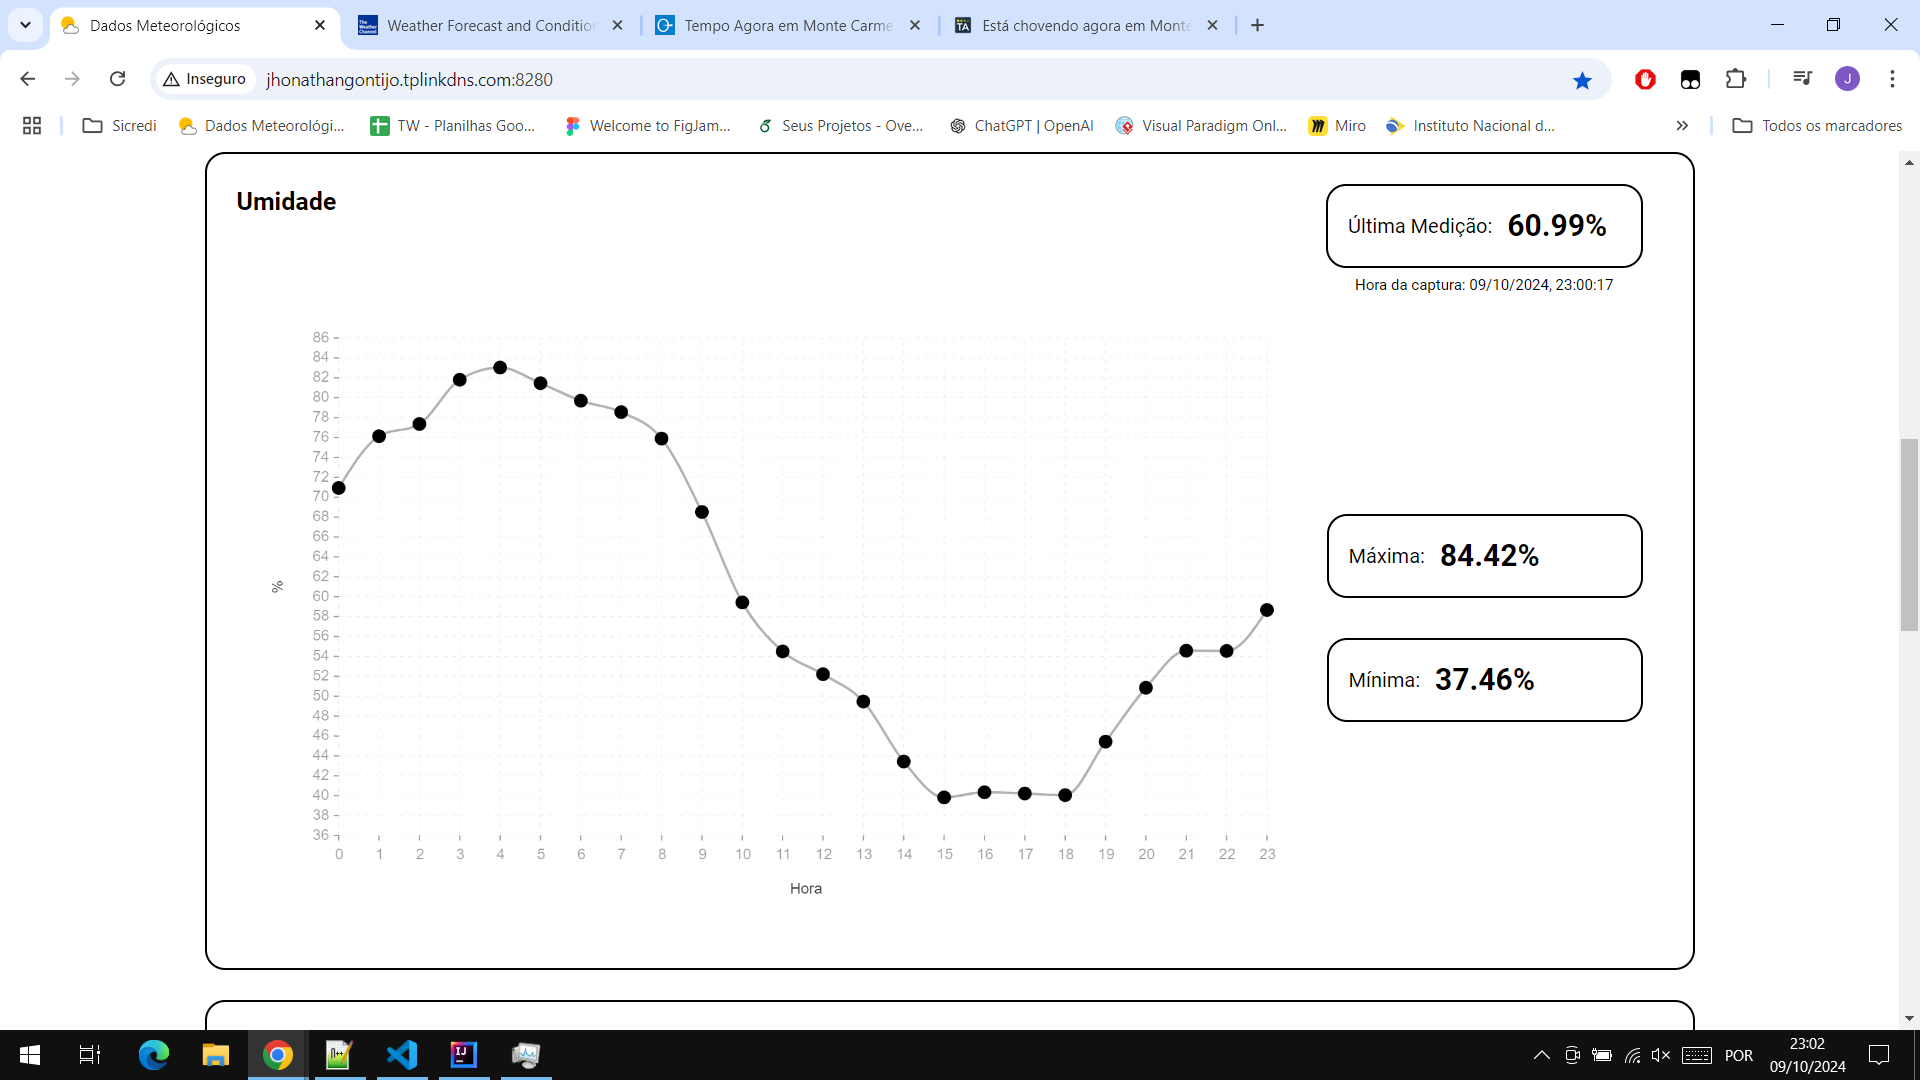 Dados Meteorológicos
Weather Forecast and Conditio
Tempo Agora em Monte Carme
Está chovendo agora em Monte
Inseguro
jhonathangontijo.tplinkdns.com:8280
J
Sicredi
Dados Meteorológi...
TW - Planilhas Goo...
Welcome to FigJam...
Seus Projetos - Ove...
ChatGPT | OpenAI
Visual Paradigm Onl...
Miro
Instituto Nacional d...
Todos os marcadores
Umidade
Última Medição: 60.99%
Hora da captura: 09/10/2024, 23:00:17
86
84
82
80
78
76
74
72
70
68
66
64
62
60
58
56
54
52
50
48
46
44
42
40
38
36
%
0 1 2 3 4 5 6 7 8 9 10 11 12 13 14 15 16 17 18 19 20 21 22 23
Hora
Máxima: 84.42%
Mínima: 37.46%
POR
23:02
09/10/2024